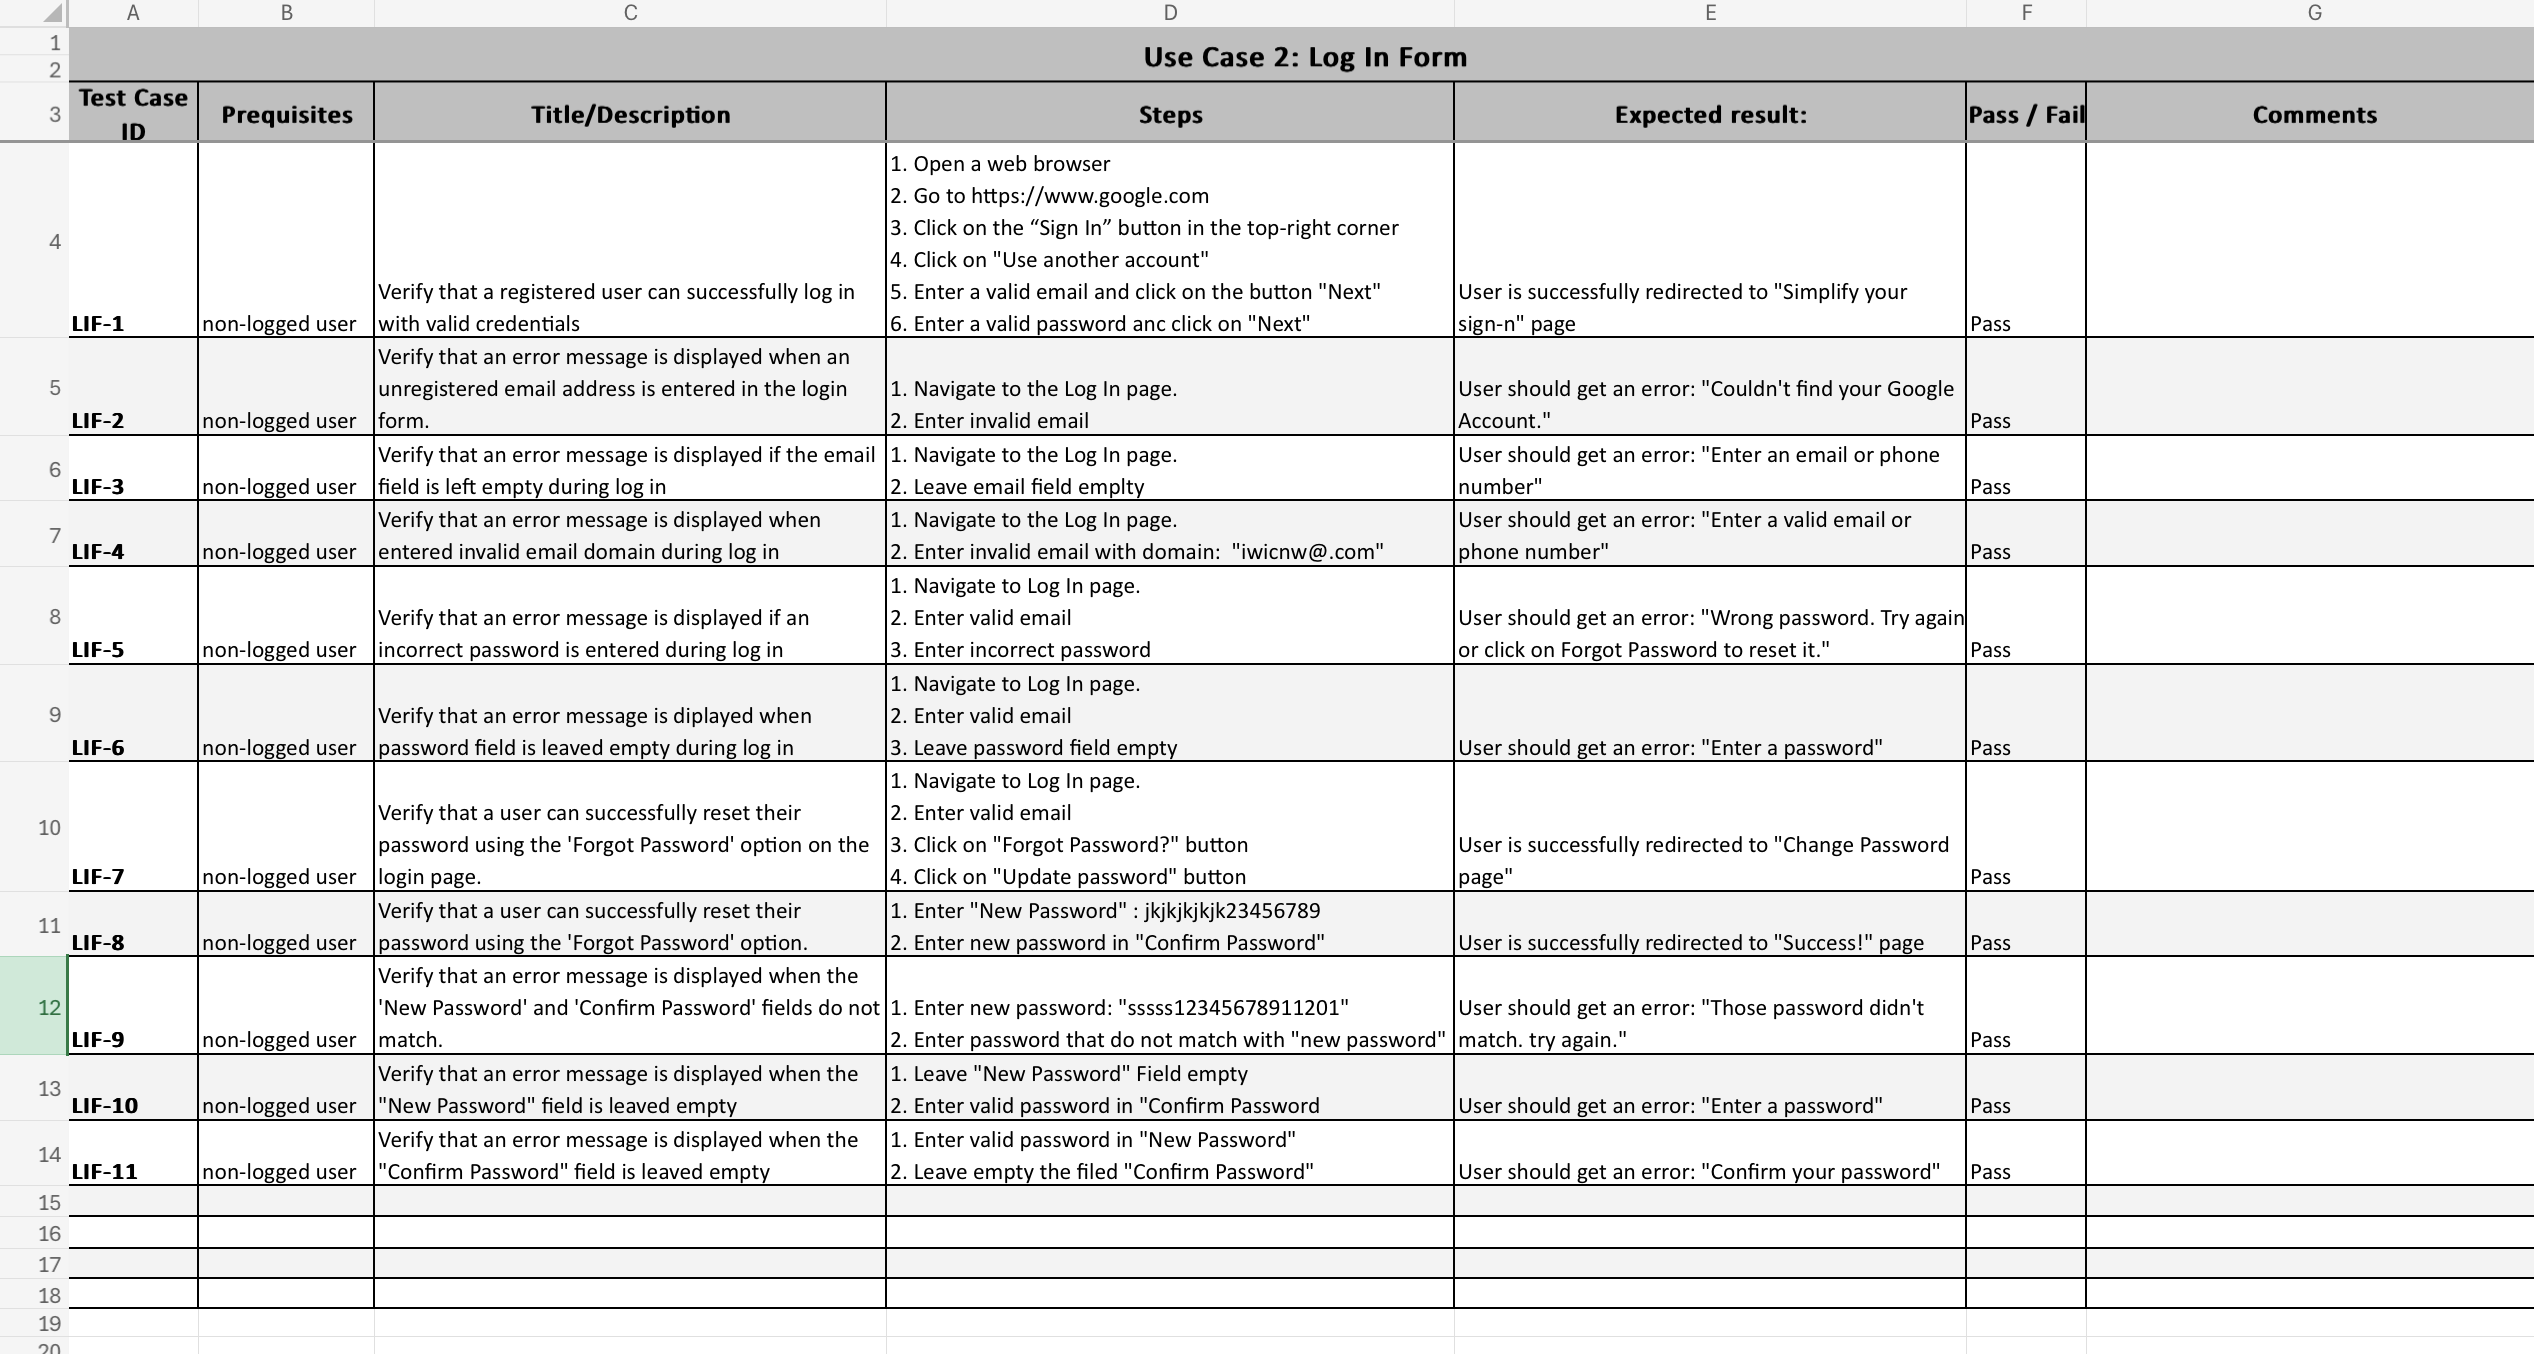 A B C D E F G
1
2
Use Case 2: Log In Form
3
Test Case
ID
Prequisites
Title/Description
Steps
Expected result:
Pass / Fail
Comments
4
LIF-1
non-logged user
Verify that a registered user can successfully log in
with valid credentials
1. Open a web browser
2. Go to https://www.google.com
3. Click on the “Sign In” button in the top-right corner
4. Click on "Use another account"
5. Enter a valid email and click on the button "Next"
6. Enter a valid password anc click on "Next"
User is successfully redirected to "Simplify your
sign-n" page
Pass
5
LIF-2
non-logged user
Verify that an error message is displayed when an
unregistered email address is entered in the login
form.
1. Navigate to the Log In page.
2. Enter invalid email
User should get an error: "Couldn't find your Google
Account."
Pass
6
LIF-3
non-logged user
Verify that an error message is displayed if the email
field is left empty during log in
1. Navigate to the Log In page.
2. Leave email field emplty
User should get an error: "Enter an email or phone
number"
Pass
7
LIF-4
non-logged user
Verify that an error message is displayed when
entered invalid email domain during log in
1. Navigate to the Log In page.
2. Enter invalid email with domain:  "iwicnw@.com"
User should get an error: "Enter a valid email or
phone number"
Pass
8
LIF-5
non-logged user
Verify that an error message is displayed if an
incorrect password is entered during log in
1. Navigate to Log In page.
2. Enter valid email
3. Enter incorrect password
User should get an error: "Wrong password. Try again
or click on Forgot Password to reset it."
Pass
9
LIF-6
non-logged user
Verify that an error message is diplayed when
password field is leaved empty during log in
1. Navigate to Log In page.
2. Enter valid email
3. Leave password field empty
User should get an error: "Enter a password"
Pass
10
LIF-7
non-logged user
Verify that a user can successfully reset their
password using the 'Forgot Password' option on the
login page.
1. Navigate to Log In page.
2. Enter valid email
3. Click on "Forgot Password?" button
4. Click on "Update password" button
User is successfully redirected to "Change Password
page"
Pass
11
LIF-8
non-logged user
Verify that a user can successfully reset their
password using the 'Forgot Password' option.
1. Enter "New Password" : jkjkjkjkjk23456789
2. Enter new password in "Confirm Password"
User is successfully redirected to "Success!" page
Pass
12
LIF-9
non-logged user
Verify that an error message is displayed when the
'New Password' and 'Confirm Password' fields do not
match.
1. Enter new password: "sssss12345678911201"
2. Enter password that do not match with "new password"
User should get an error: "Those password didn't
match. try again."
Pass
13
LIF-10
non-logged user
Verify that an error message is displayed when the
"New Password" field is leaved empty
1. Leave "New Password" Field empty
2. Enter valid password in "Confirm Password
User should get an error: "Enter a password"
Pass
14
LIF-11
non-logged user
Verify that an error message is displayed when the
"Confirm Password" field is leaved empty
1. Enter valid password in "New Password"
2. Leave empty the filed "Confirm Password"
User should get an error: "Confirm your password"
Pass
15
16
17
18
19
20